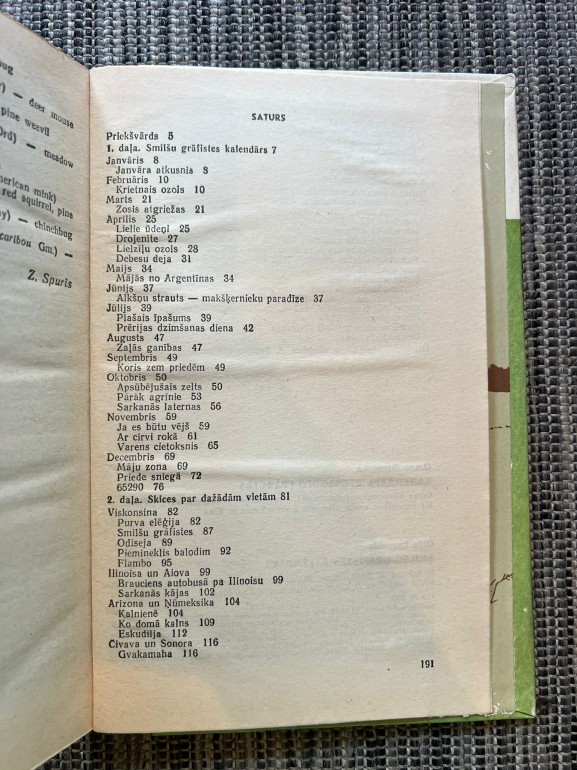 bug
y) — deer mouse
pine weevil
Ord) — meadow
merican mink)
red squirrel, pine
ay) — chinchbug
caribou Gm.) —
Z. Spuris
SATURS
Priekšvārds 5
1. daļa. Smilšu grāfistes kalendārs 7
Janvāris 8
Janvāra atkusnis 8
Februāris 10
Krietnais ozols 10
Marts 21
Zosis atgriežas 21
Aprīlis 25
Lielie ūdeņi 25
Drojenīte 27
Lielzīļu ozols 28
Debesu deja 31
Maijs 34
Mājās no Argentīnas 34
Jūnijs 37
Alkšņu strauts — makšķernieku paradīze 37
Jūlijs 39
Plašais īpašums 39
Prērijas dzimšanas diena 42
Augusts 47
Zaļās ganības 47
Septembris 49
Koris zem priedēm 49
Oktobris 50
Apsūbējušais zelts 50
Pārāk agrīnie 53
Sarkanās laternas 56
Novembris 59
Ja es būtu vējš 59
Ar cirvi rokā 61
Varens cietoksnis 65
Decembris 69
Māju zona 69
Priede sniegā 72
65290 76
2. daļa. Skices par dažādām vietām 81
Viskonsīna 82
Purva elēģija 82
Smilšu grāfistes 87
Odiseja 89
Piemineklis balodim 92
Flambo 95
Ilinoisa un Aiova 99
Brauciens autobusā pa Ilinoisu 99
Sarkanās kājas 102
Arizona un Ņūmeksika 104
Kalnienē 104
Ko domā kalns 109
Eskudilja 112
Čivava un Sonora 116
Gvakamaha 116
191